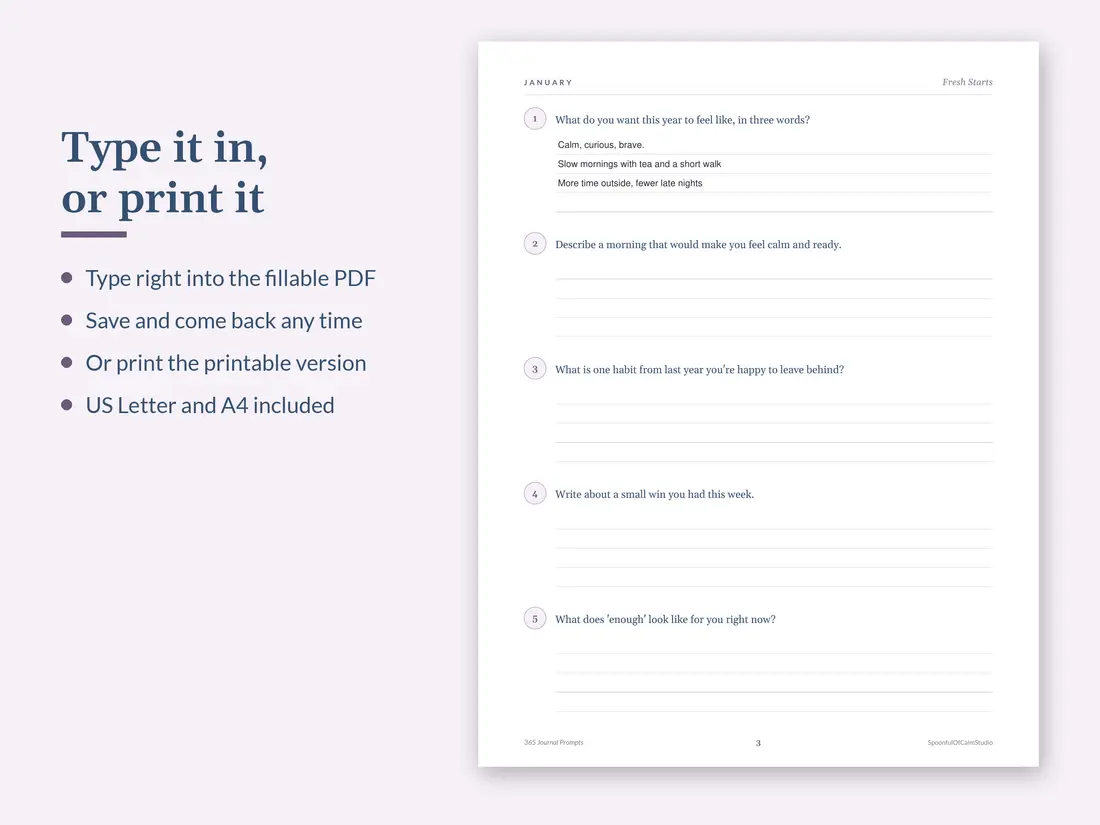 Type it in,
or print it
Type right into the fillable PDF
Save and come back any time
Or print the printable version
US Letter and A4 included
JANUARY
Fresh Starts
1 What do you want this year to feel like, in three words?
Calm, curious, brave.
Slow mornings with tea and a short walk
More time outside, fewer late nights
2 Describe a morning that would make you feel calm and ready.
3 What is one habit from last year you're happy to leave behind?
4 Write about a small win you had this week.
5 What does 'enough' look like for you right now?
365 Journal Prompts
3
SpoonfulOfCalmStudio